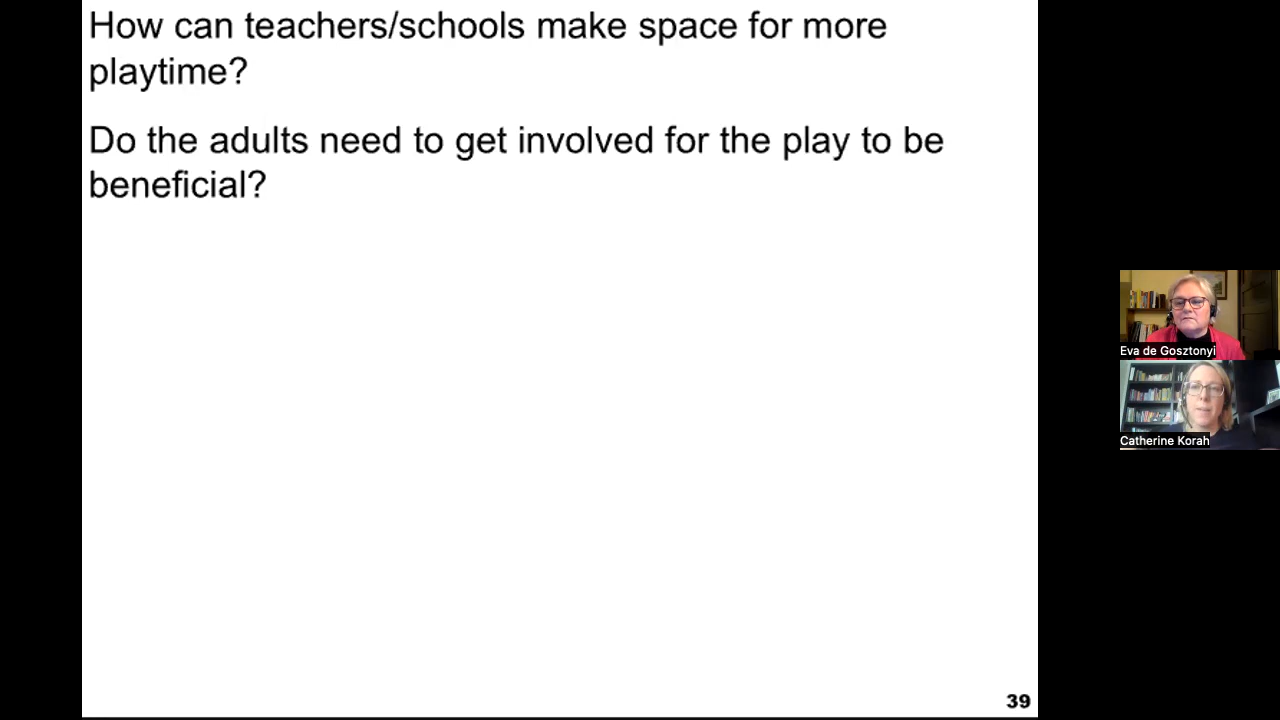 How can teachers/schools make space for more
playtime?
Do the adults need to get involved for the play to be
beneficial?
Eva de Gosztonyi
Catherine Korah
39